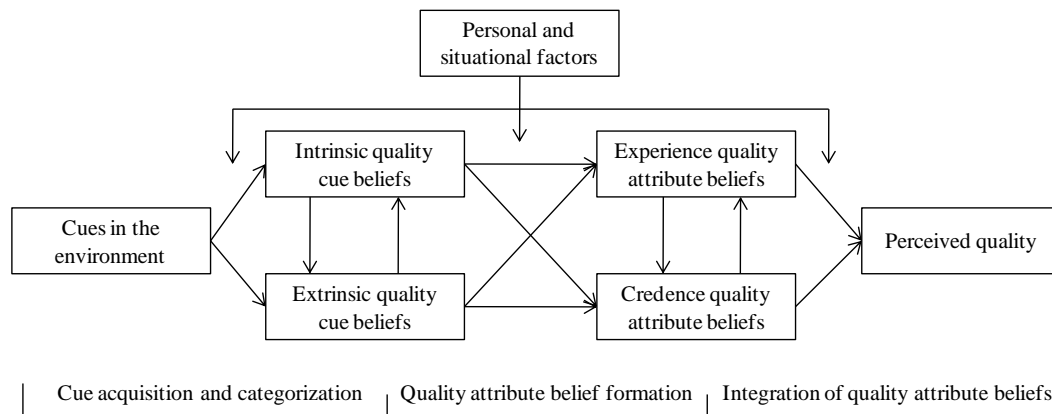 Personal and
situational factors
Intrinsic quality
cue beliefs
Experience quality
attribute beliefs
Cues in the
environment
Perceived quality
Extrinsic quality
cue beliefs
Credence quality
attribute beliefs
Cue acquisition and categorization
Quality attribute belief formation
Integration of quality attribute beliefs